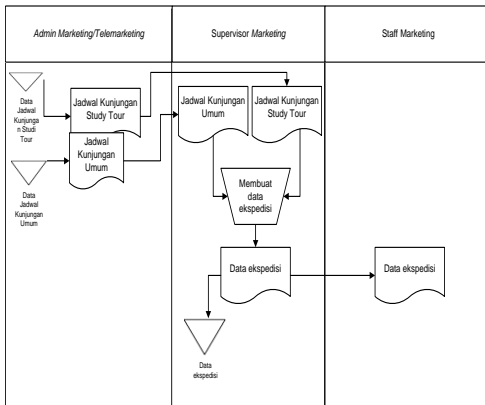 Admin Marketing/Telemarketing
Supervisor Marketing
Staff Marketing
Data
Jadwal
Kunjunga
n Studi
Tour
Jadwal Kunjungan
Study Tour
Jadwal
Kunjungan
Umum
Data
Jadwal
Kunjungan
Umum
Jadwal Kunjungan
Umum
Jadwal Kunjungan
Study Tour
Membuat
data
ekspedisi
Data ekspedisi
Data ekspedisi
Data
ekspedisi